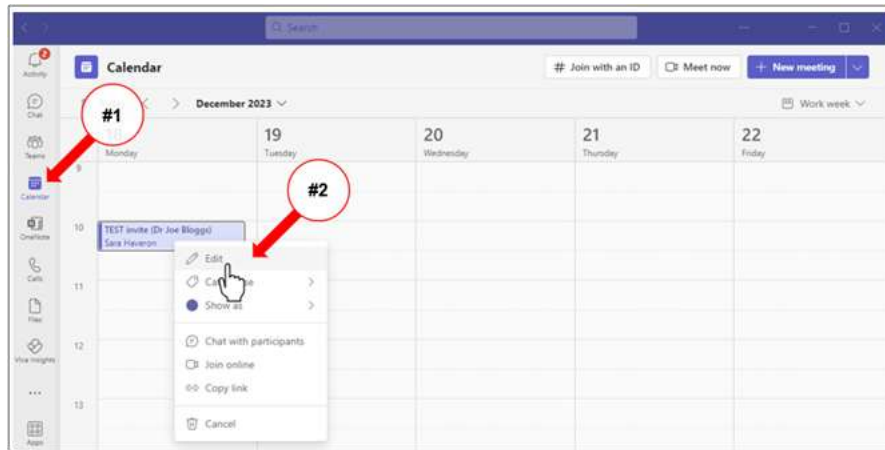 Search
2
Activity
Calendar
# Join with an ID
Meet now
+ New meeting
Chat
#1
December 2023
Work week
Teams
18
19
20
21
22
Monday
Tuesday
Wednesday
Thursday
Friday
9
#2
Calendar
OneNote
10
TEST invite (Dr Joe Bloggs)
Sara Haveron
Edit
Calls
11
Show as
Files
12
Chat with participants
Viva Insights
Join online
Copy link
...
13
Cancel
Apps